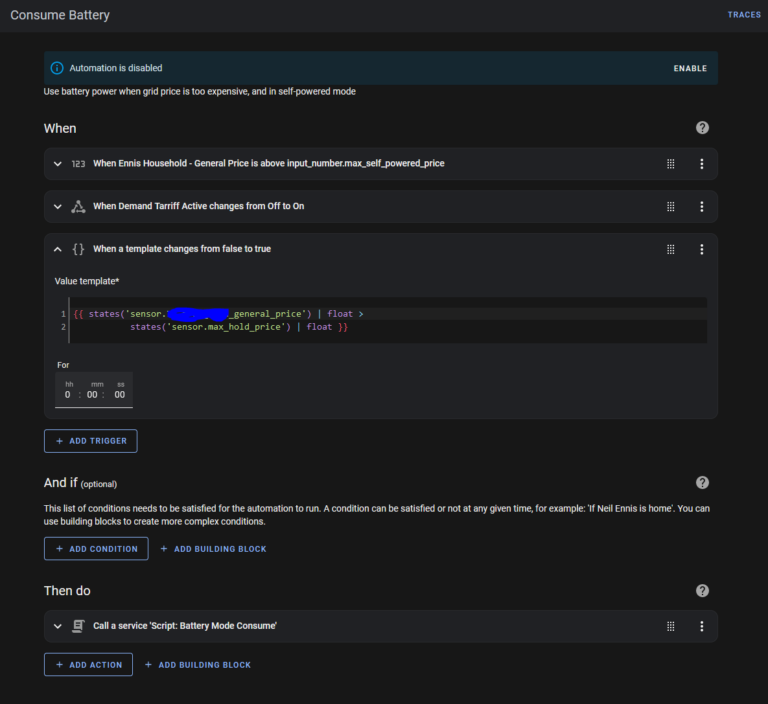 Consume Battery
TRACES
Automation is disabled
ENABLE
Use battery power when grid price is too expensive, and in self-powered mode
When
123 When Ennis Household - General Price is above input_number.max_self_powered_price
When Demand Tarriff Active changes from Off to On
{} When a template changes from false to true
Value template*
1 {{ states('sensor. _general_price') | float >
2 states('sensor.max_hold_price') | float }}
For
hh mm ss
0 : 00 : 00
+ ADD TRIGGER
And if (optional)
This list of conditions needs to be satisfied for the automation to run. A condition can be satisfied or not at any given time, for example: 'If Neil Ennis is home'. You can
use building blocks to create more complex conditions.
+ ADD CONDITION + ADD BUILDING BLOCK
Then do
Call a service 'Script: Battery Mode Consume'
+ ADD ACTION + ADD BUILDING BLOCK